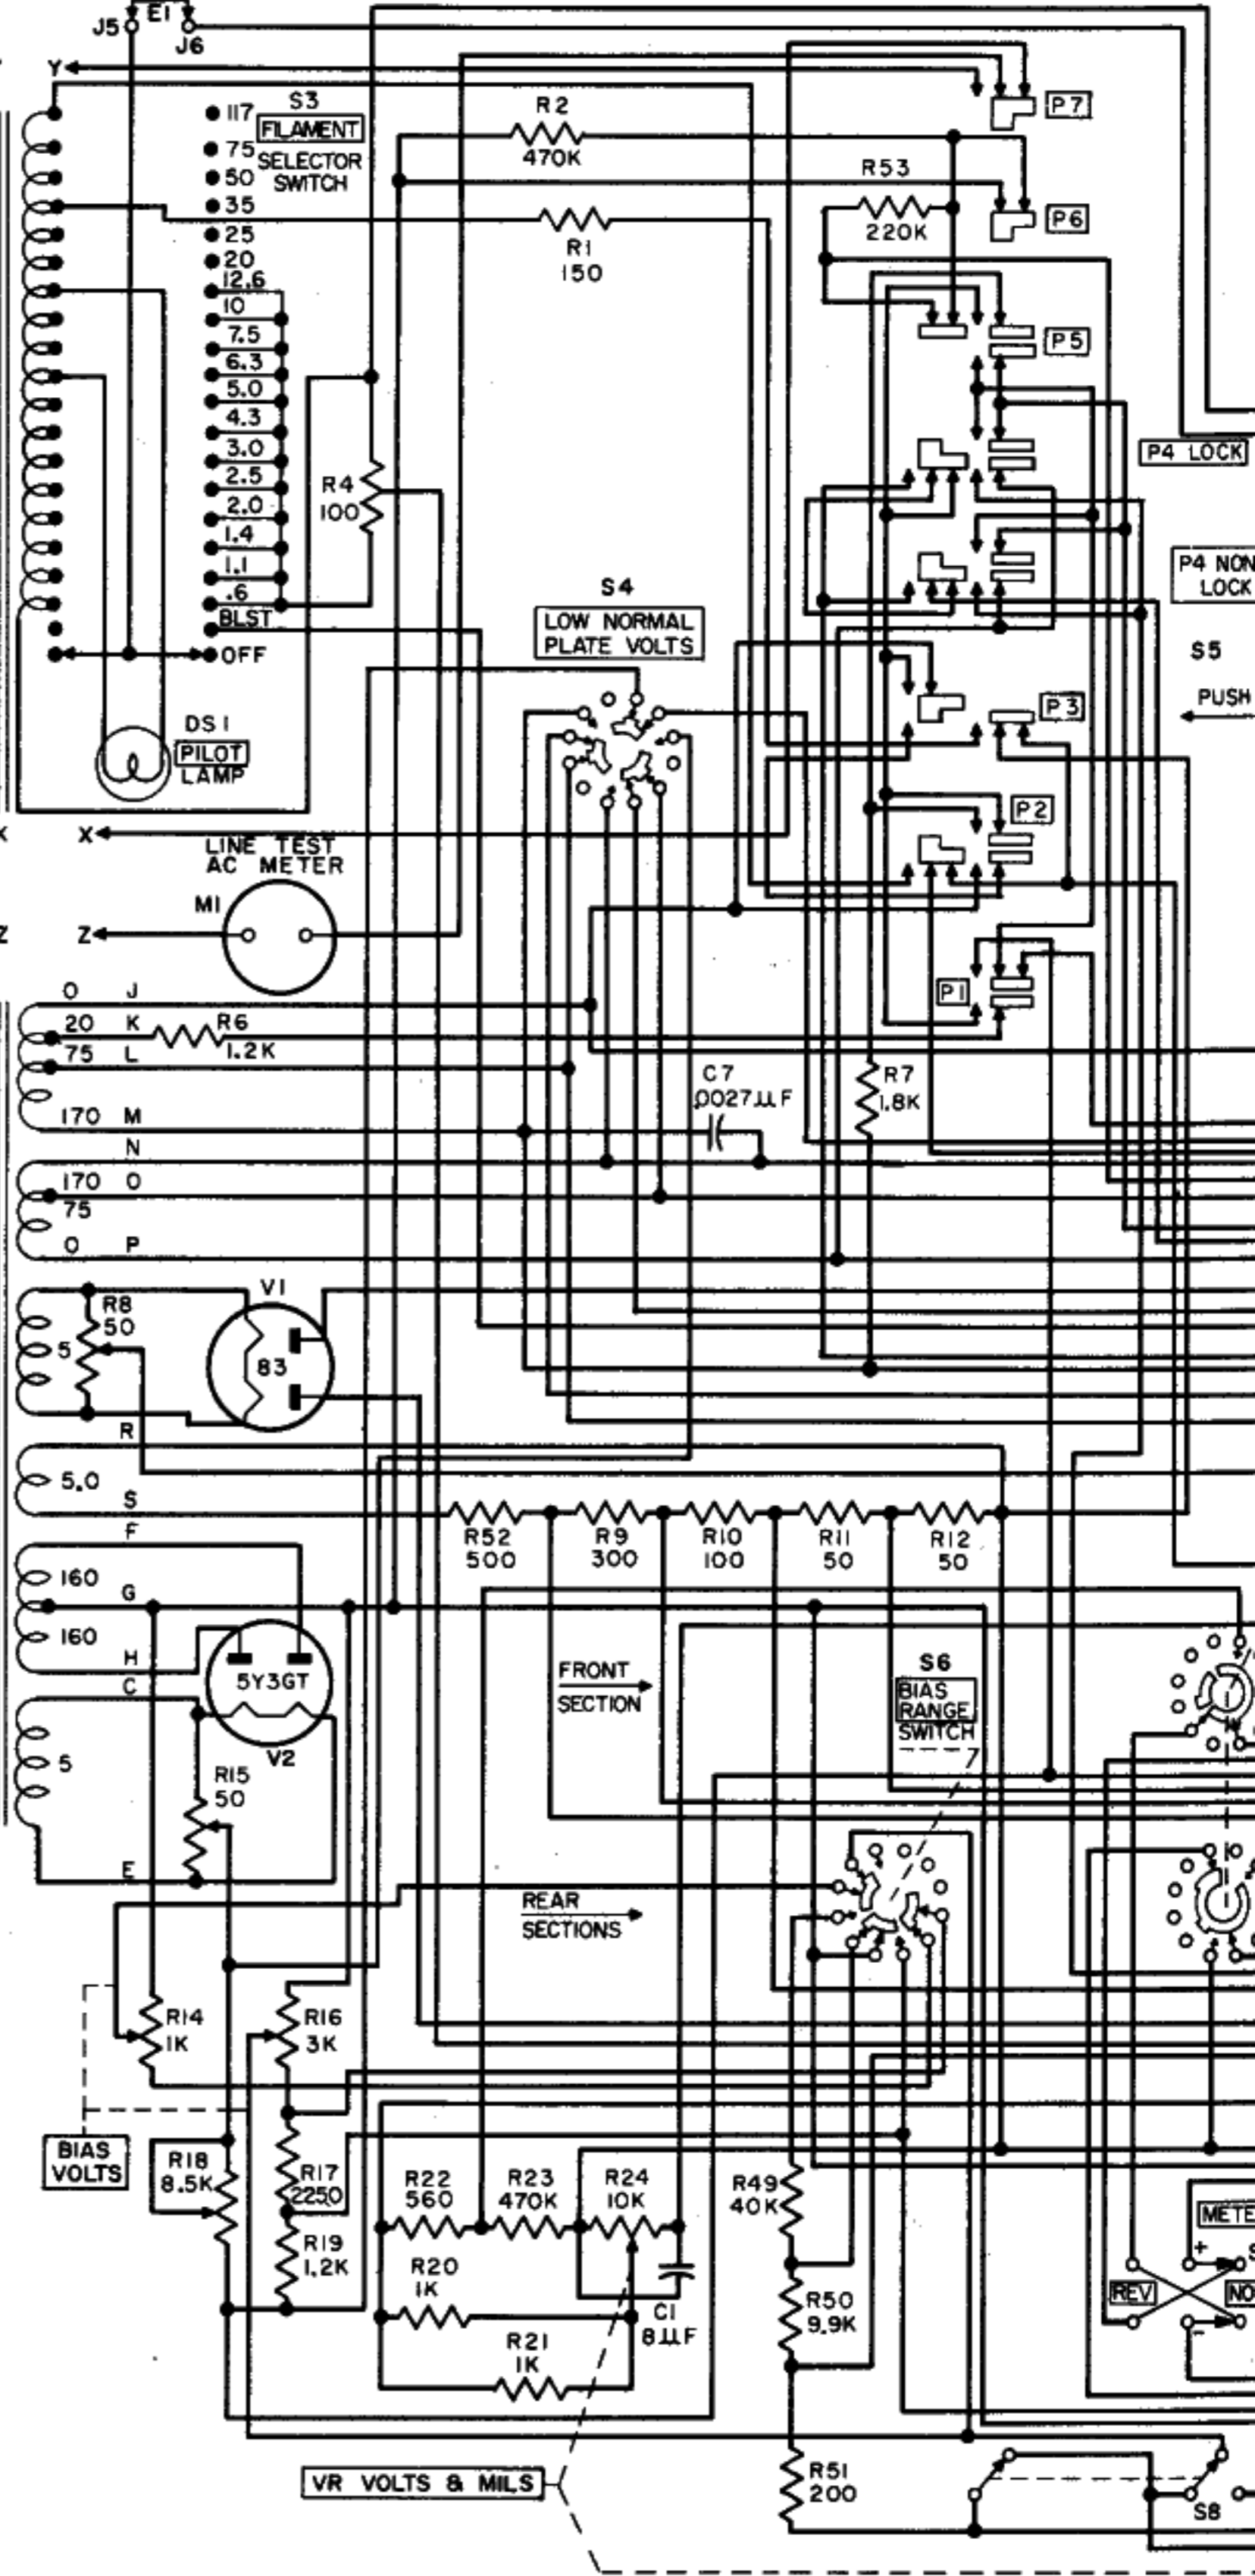 E1
J5
J6
Y
117
S3
FILAMENT
SELECTOR
SWITCH
75
50
35
25
20
12.6
10
7.5
6.3
5.0
4.3
3.0
2.5
2.0
1.4
1.1
.6
BLST
OFF
R2
470K
P7
R53
220K
P6
R1
150
P5
P4 LOCK
R4
100
P4 NON
LOCK
S4
LOW NORMAL
PLATE VOLTS
S5
PUSH
P3
DS1
PILOT
LAMP
P2
X
LINE TEST
AC METER
M1
Z
P1
0 J
20 K
R6
1.2K
75 L
C7
.0027µµF
R7
1.8K
170 M
N
170 O
75
0 P
V1
R8
50
5
83
R
5.0
S
R52
500
R9
300
R10
100
R11
50
R12
50
F
160
G
160
H
5Y3GT
C
V2
FRONT
SECTION
S6
BIAS
RANGE
SWITCH
5
R15
50
E
REAR
SECTIONS
R14
1K
R16
3K
BIAS
VOLTS
R18
8.5K
R17
2250
R22
560
R23
470K
R24
10K
R49
40K
METE
R19
1.2K
+
S
R20
1K
C1
8µµF
R50
9.9K
REV
NO
-
R21
1K
VR VOLTS & MILS
R51
200
S8